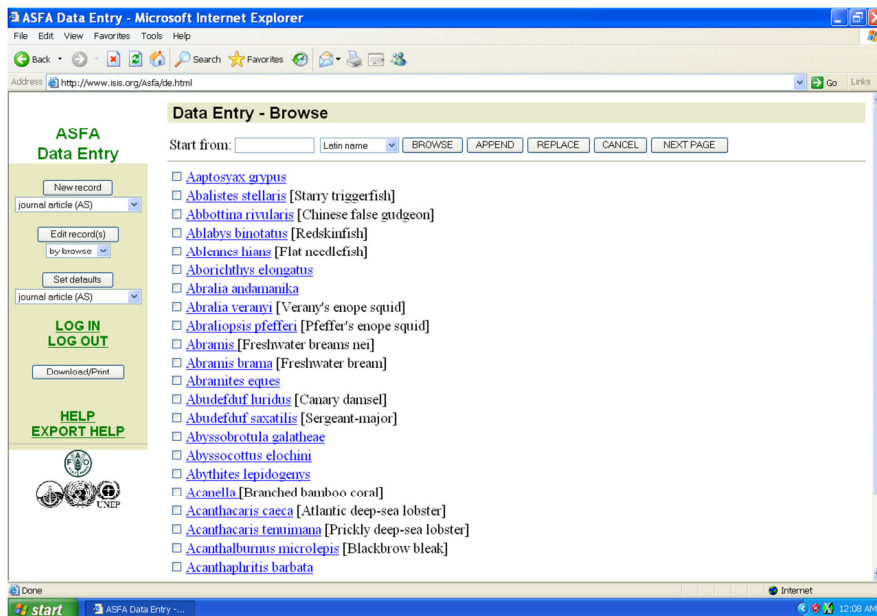 ASFA Data Entry - Microsoft Internet Explorer
File Edit View Favorites Tools Help
Back Search Favorites
Address http://www.isis.org/Asfa/de.html Go Links
Data Entry - Browse
ASFA
Data Entry
Start from: Latin name BROWSE APPEND REPLACE CANCEL NEXT PAGE
New record
journal article (AS)
Edit record(s)
by browse
Set defaults
journal article (AS)
LOG IN
LOG OUT
Download/Print
HELP
EXPORT HELP
FAO
UNEP
Aaptosyax grypus
Abalistes stellaris [Starry triggerfish]
Abbottina rivularis [Chinese false gudgeon]
Ablabys binotatus [Redskinfish]
Ablennes hians [Flat needlefish]
Aborichthys elongatus
Abralia andamanika
Abralia veranyi [Verany's enope squid]
Abraliopsis pfefferi [Pfeffer's enope squid]
Abramis [Freshwater breams nei]
Abramis brama [Freshwater bream]
Abramites eques
Abudefduf luridus [Canary damsel]
Abudefduf saxatilis [Sergeant-major]
Abyssobrotula galatheae
Abyssocottus elochini
Abythites lepidogenys
Acanella [Branched bamboo coral]
Acanthacaris caeca [Atlantic deep-sea lobster]
Acanthacaris tenuimana [Prickly deep-sea lobster]
Acanthalburnus microlepis [Blackbrow bleak]
Acanthaphritis barbata
Done Internet
start ASFA Data Entry -... 12:08 AM